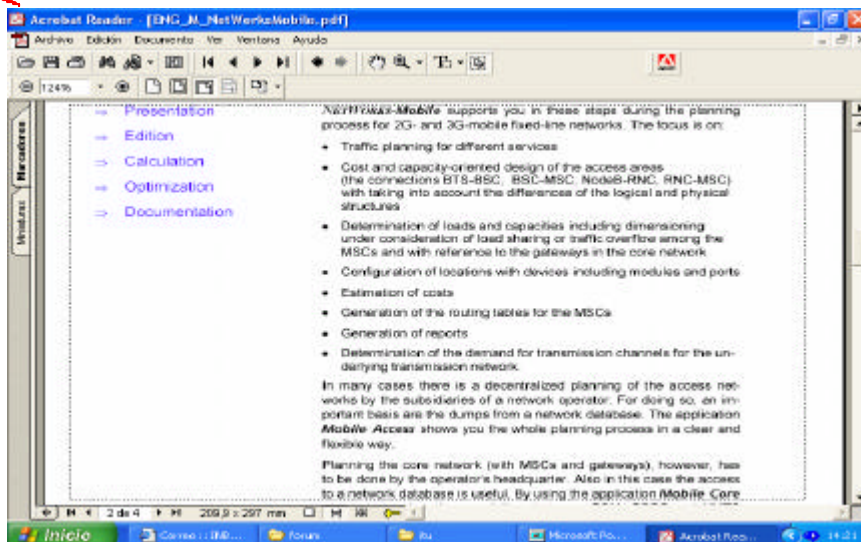 Acrobat Reader - [ENG_M_NetWorksMobile.pdf]
Archivo Edición Documento Ver Ventana Ayuda
124%
Marcadores
Miniaturas
⇒ Presentation
⇒ Edition
⇒ Calculation
⇒ Optimization
⇒ Documentation
NetWorks-Mobile supports you in these steps during the planning
process for 2G- and 3G-mobile fixed-line networks. The focus is on:
• Traffic planning for different services
• Cost and capacity-oriented design of the access areas
(the connections BTS-BSC, BSC-MSC, NodeB-RNC, RNC-MSC)
with taking into account the differences of the logical and physical
structures
• Determination of loads and capacities including dimensioning
under consideration of load sharing or traffic overflow among the
MSCs and with reference to the gateways in the core network
• Configuration of locations with devices including modules and ports
• Estimation of costs
• Generation of the routing tables for the MSCs
• Generation of reports
• Determination of the demand for transmission channels for the un-
derlying transmission network
In many cases there is a decentralized planning of the access net-
works by the subsidiaries of a network operator. For doing so, an im-
portant basis are the dumps from a network database. The application
Mobile Access shows you the whole planning process in a clear and
flexible way.
Planning the core network (with MSCs and gateways), however, has
to be done by the operator's headquarter. Also in this case the access
to a network database is useful. By using the application Mobile Core
2 de 4 209,9 x 297 mm
Inicio
Forum
itu
Microsoft Po...
Acrobat Rea...
14:21